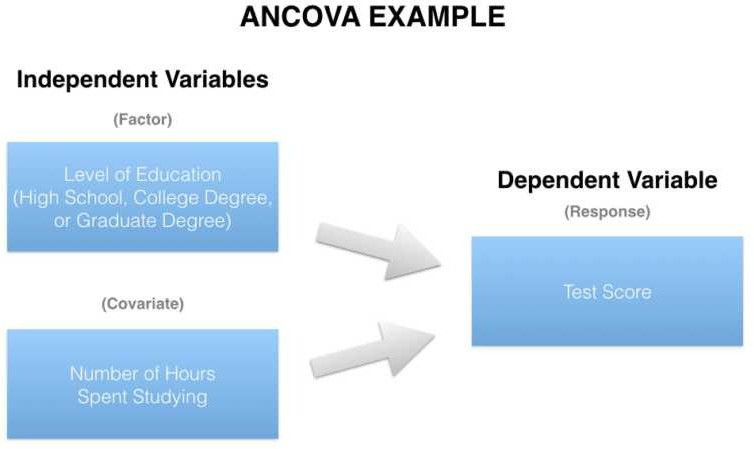 ANCOVA EXAMPLE
Independent Variables
(Factor)
Level of Education
(High School, College Degree,
or Graduate Degree)
(Covariate)
Number of Hours
Spent Studying
Dependent Variable
(Response)
Test Score